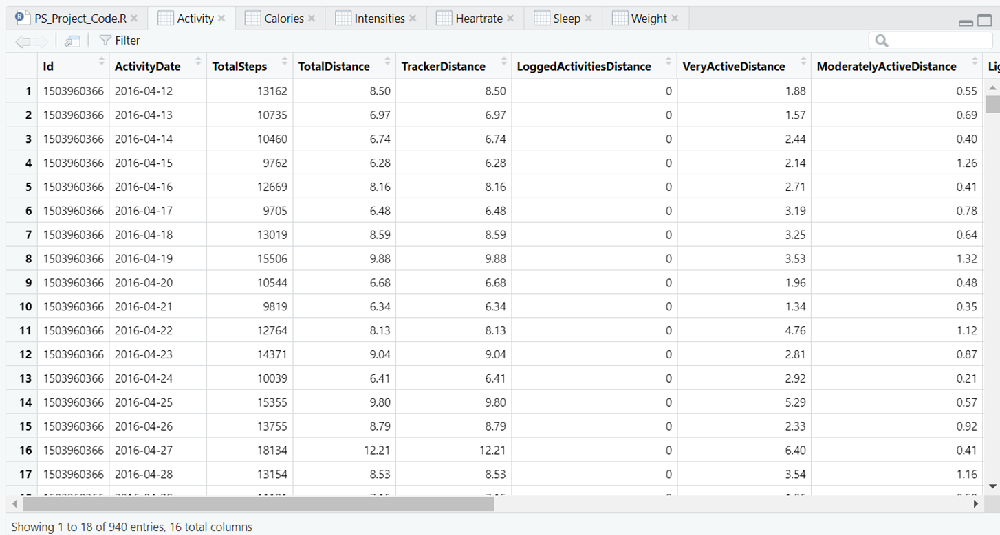 PS_Project_Code.R Activity Calories Intensities Heartrate Sleep Weight
Filter
Id ActivityDate TotalSteps TotalDistance TrackerDistance LoggedActivitiesDistance VeryActiveDistance ModeratelyActiveDistance Lig
1 1503960366 2016-04-12 13162 8.50 8.50 0 1.88 0.55
2 1503960366 2016-04-13 10735 6.97 6.97 0 1.57 0.69
3 1503960366 2016-04-14 10460 6.74 6.74 0 2.44 0.40
4 1503960366 2016-04-15 9762 6.28 6.28 0 2.14 1.26
5 1503960366 2016-04-16 12669 8.16 8.16 0 2.71 0.41
6 1503960366 2016-04-17 9705 6.48 6.48 0 3.19 0.78
7 1503960366 2016-04-18 13019 8.59 8.59 0 3.25 0.64
8 1503960366 2016-04-19 15506 9.88 9.88 0 3.53 1.32
9 1503960366 2016-04-20 10544 6.68 6.68 0 1.96 0.48
10 1503960366 2016-04-21 9819 6.34 6.34 0 1.34 0.35
11 1503960366 2016-04-22 12764 8.13 8.13 0 4.76 1.12
12 1503960366 2016-04-23 14371 9.04 9.04 0 2.81 0.87
13 1503960366 2016-04-24 10039 6.41 6.41 0 2.92 0.21
14 1503960366 2016-04-25 15355 9.80 9.80 0 5.29 0.57
15 1503960366 2016-04-26 13755 8.79 8.79 0 2.33 0.92
16 1503960366 2016-04-27 18134 12.21 12.21 0 6.40 0.41
17 1503960366 2016-04-28 13154 8.53 8.53 0 3.54 1.16
Showing 1 to 18 of 940 entries, 16 total columns